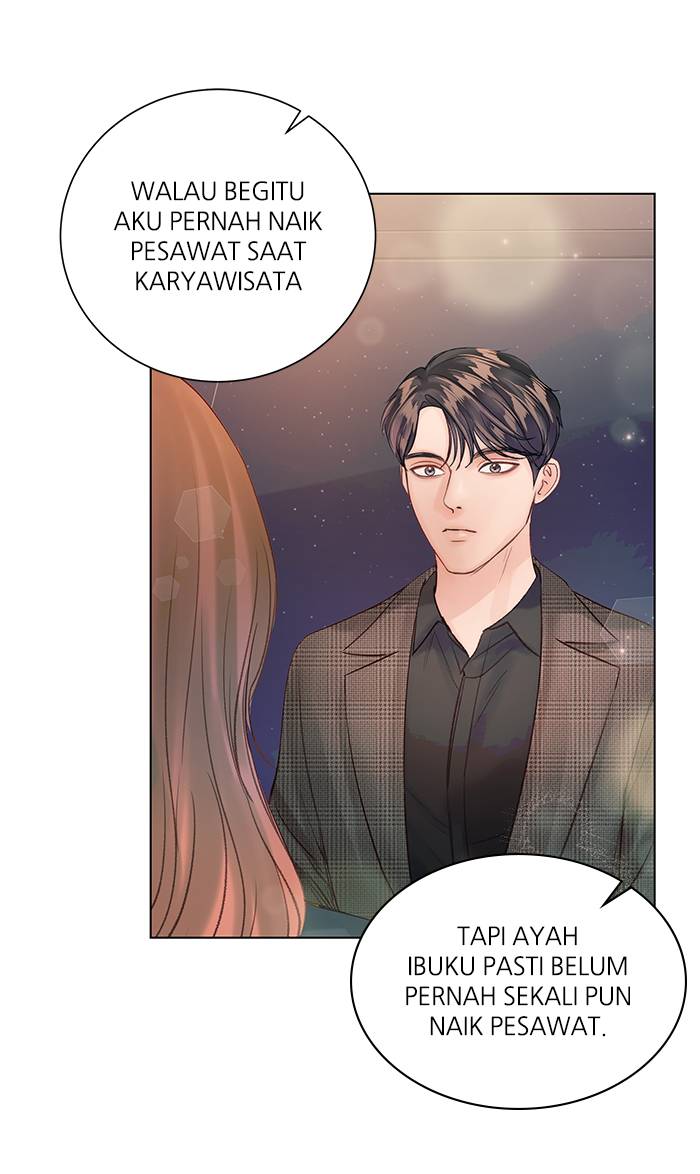 WALAU BEGITU
AKU PERNAH NAIK
PESAWAT SAAT
KARYAWISATA
TAPI AYAH
IBUKU PASTI BELUM
PERNAH SEKALI PUN
NAIK PESAWAT.